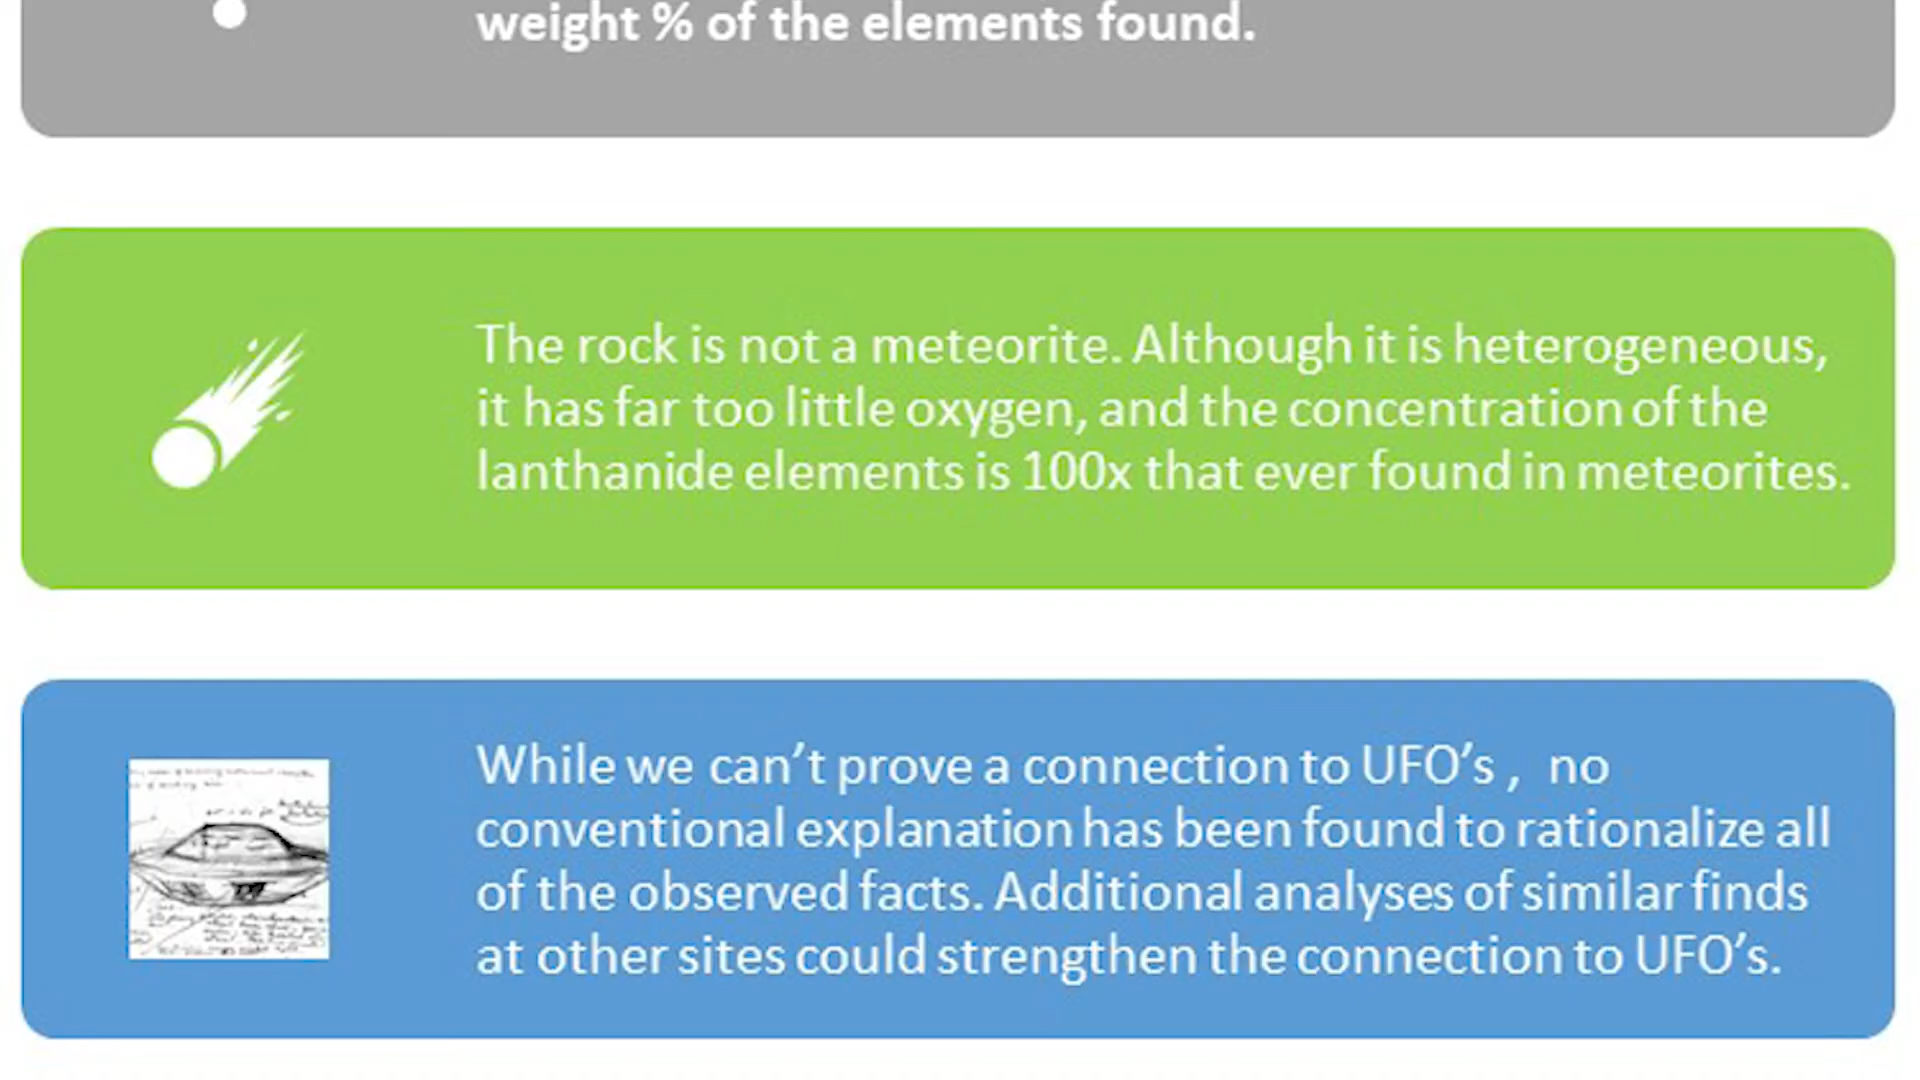 weight % of the elements found.
The rock is not a meteorite. Although it is heterogeneous,
it has far too little oxygen, and the concentration of the
lanthanide elements is 100x that ever found in meteorites.
While we can’t prove a connection to UFO’s ,  no
conventional explanation has been found to rationalize all
of the observed facts. Additional analyses of similar finds
at other sites could strengthen the connection to UFO’s.